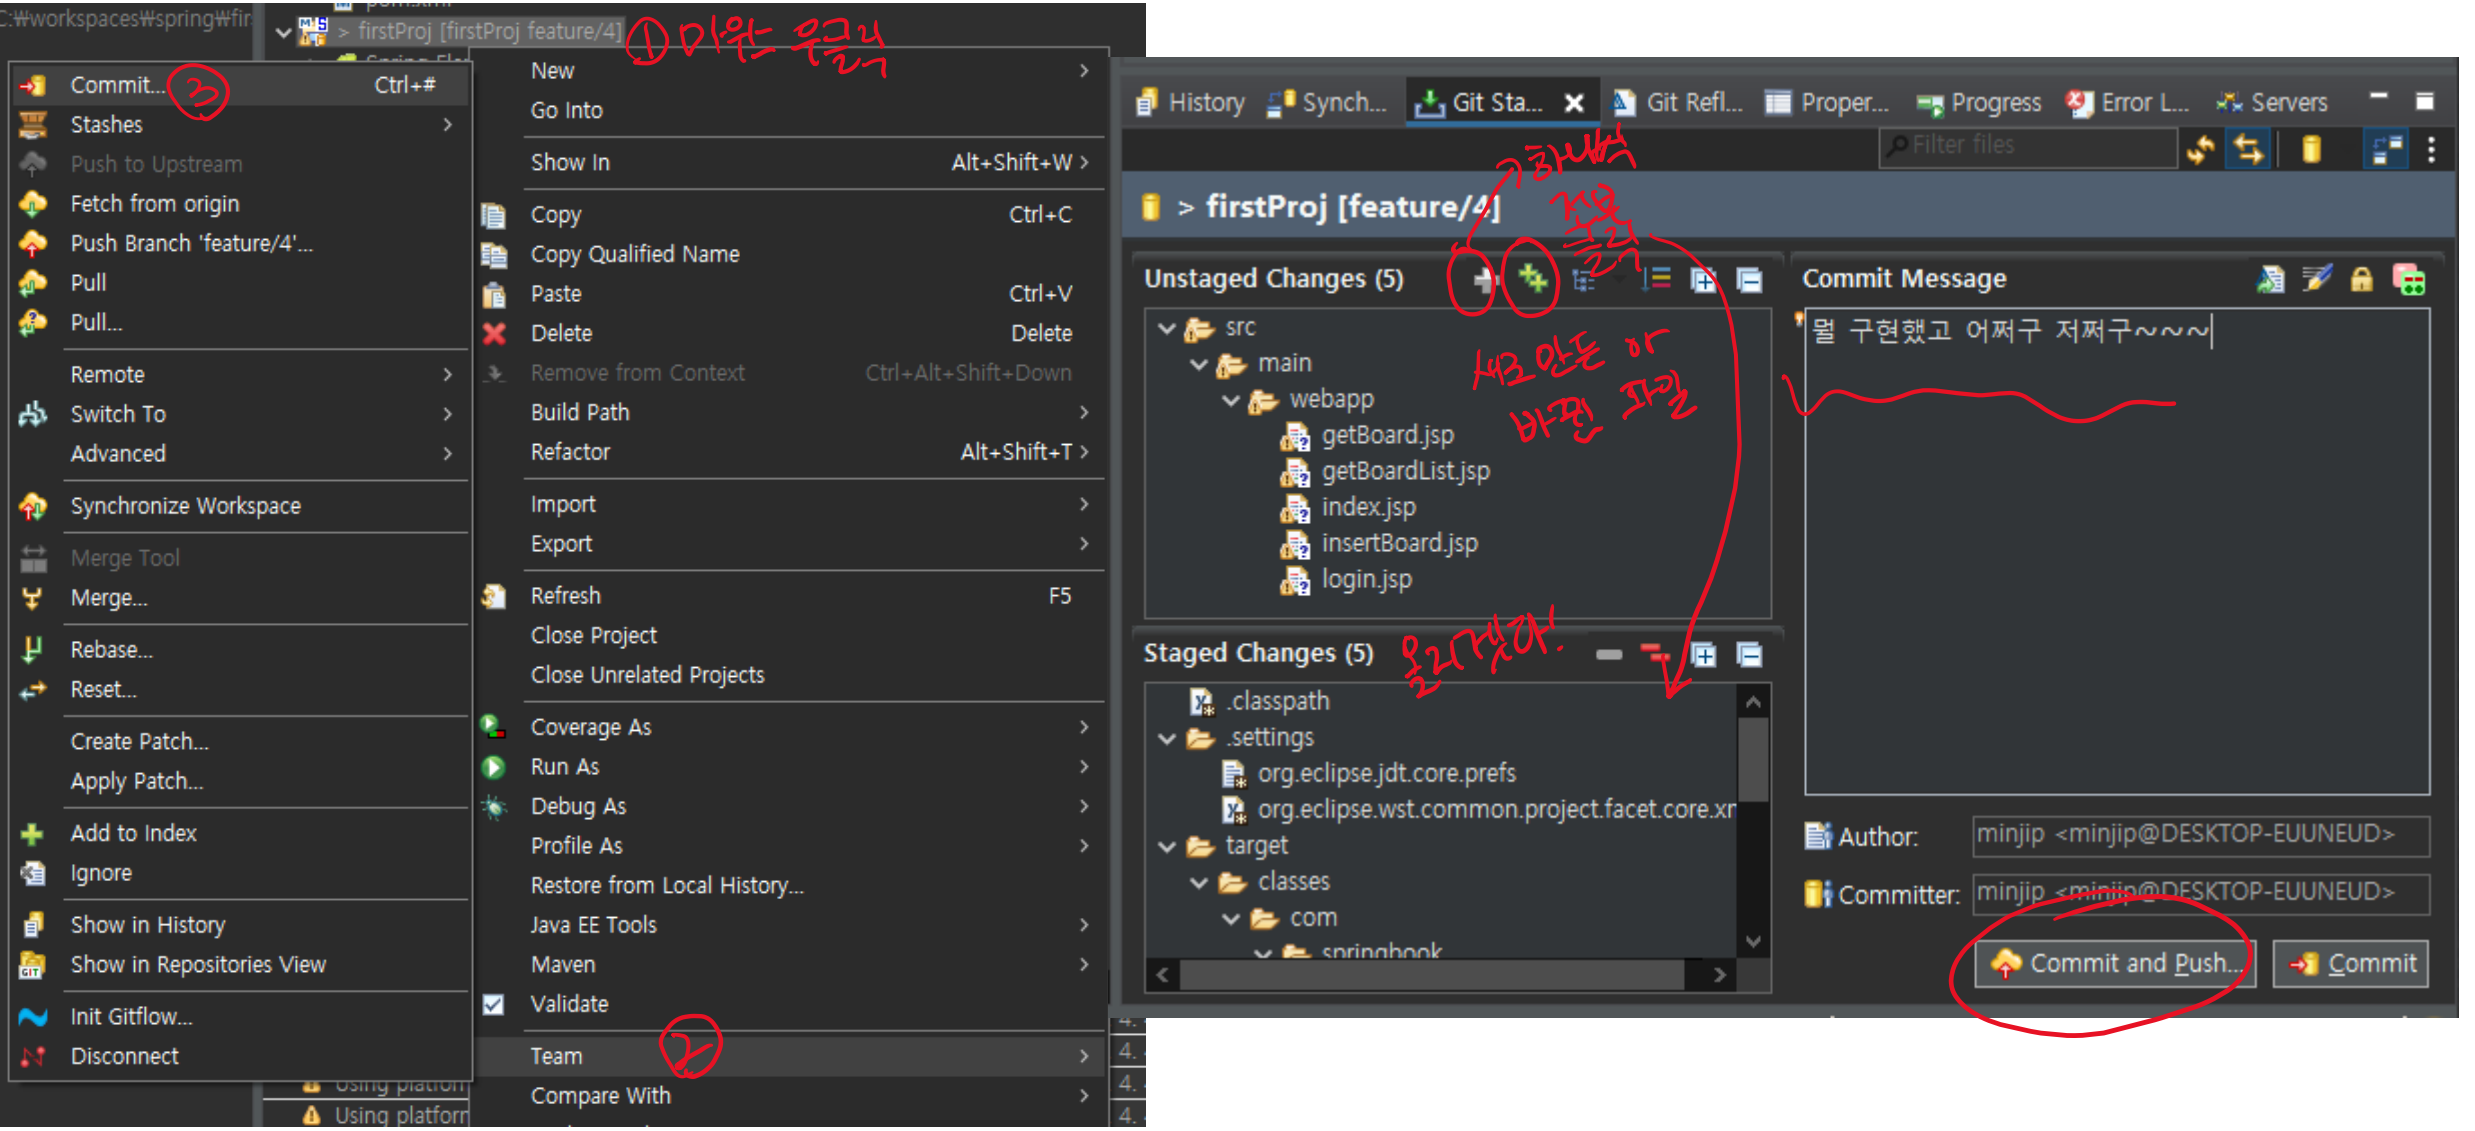 C:₩workspaces₩spring₩fir
pom.xml
> firstProj [firstProj feature/4]
① 마우스 우클릭
Commit... Ctrl+#
③
Stashes
Push to Upstream
Fetch from origin
Push Branch 'feature/4'...
Pull
Pull...
Remote
Switch To
Advanced
Synchronize Workspace
Merge Tool
Merge...
Rebase...
Reset...
Create Patch...
Apply Patch...
Add to Index
Ignore
Show in History
Show in Repositories View
GIT
Init Gitflow...
Disconnect
Using platform
Using platform
New
Go Into
Show In Alt+Shift+W
Copy Ctrl+C
Copy Qualified Name
Paste Ctrl+V
Delete Delete
Remove from Context Ctrl+Alt+Shift+Down
Build Path
Refactor Alt+Shift+T
Import
Export
Refresh F5
Close Project
Close Unrelated Projects
Coverage As
Run As
Debug As
Profile As
Restore from Local History...
Java EE Tools
Maven
Validate
②
Team
Compare With
4.
4.
4.
4.
History Synch... Git Sta... Git Refl... Proper... Progress Error L... Servers
Filter files
> firstProj [feature/4]
하나씩
클릭
Unstaged Changes (5)
src
main
webapp
getBoard.jsp
getBoardList.jsp
index.jsp
insertBoard.jsp
login.jsp
새로 만든 or
바뀐 파일
Staged Changes (5)
올리겠다!
.classpath
.settings
org.eclipse.jdt.core.prefs
org.eclipse.wst.common.project.facet.core.xr
target
classes
com
springbook
Commit Message
뭘 구현했고 어쩌구 저쩌구~~~
Author: minjip <minjip@DESKTOP-EUUNEUD>
Committer: minjip <minjip@DESKTOP-EUUNEUD>
Commit and Push... Commit